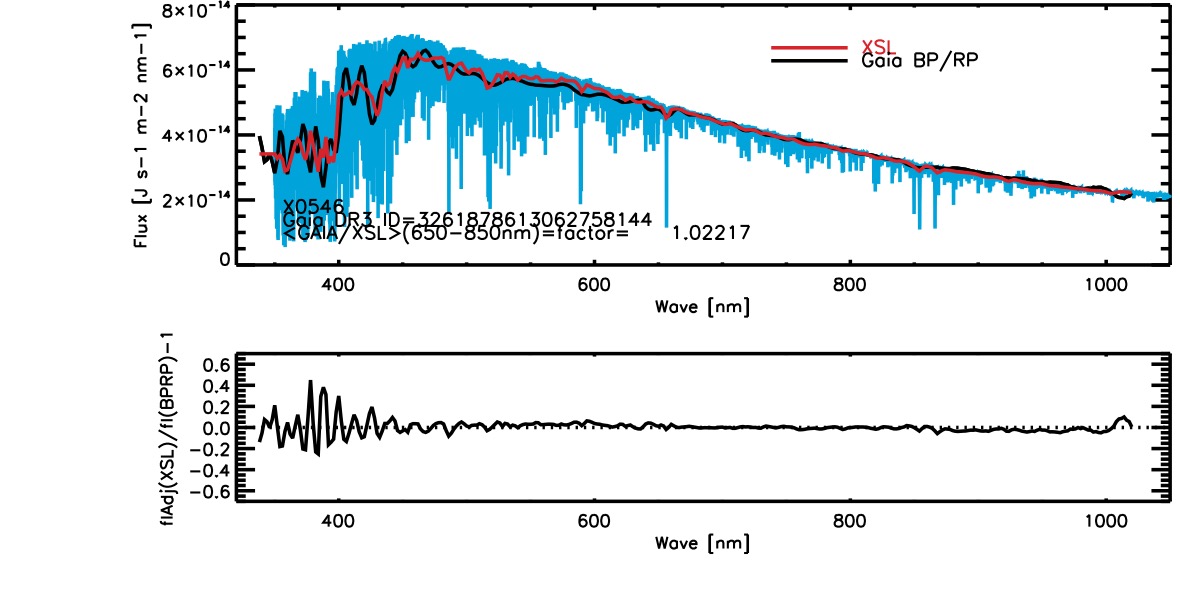 8×10−14
6×10−14
4×10−14
2×10−14
0
Flux [J s−1 m−2 nm−1]
XSL
Gaia BP/RP
X0546
Gaia DR3 ID=3261878613062758144
<GAIA/XSL>(650−850nm)=factor= 1.02217
400 600 800 1000
Wave [nm]
flAdj(XSL)/fl(BPRP)−1
0.6
0.4
0.2
0.0
−0.2
−0.4
−0.6
400 600 800 1000
Wave [nm]